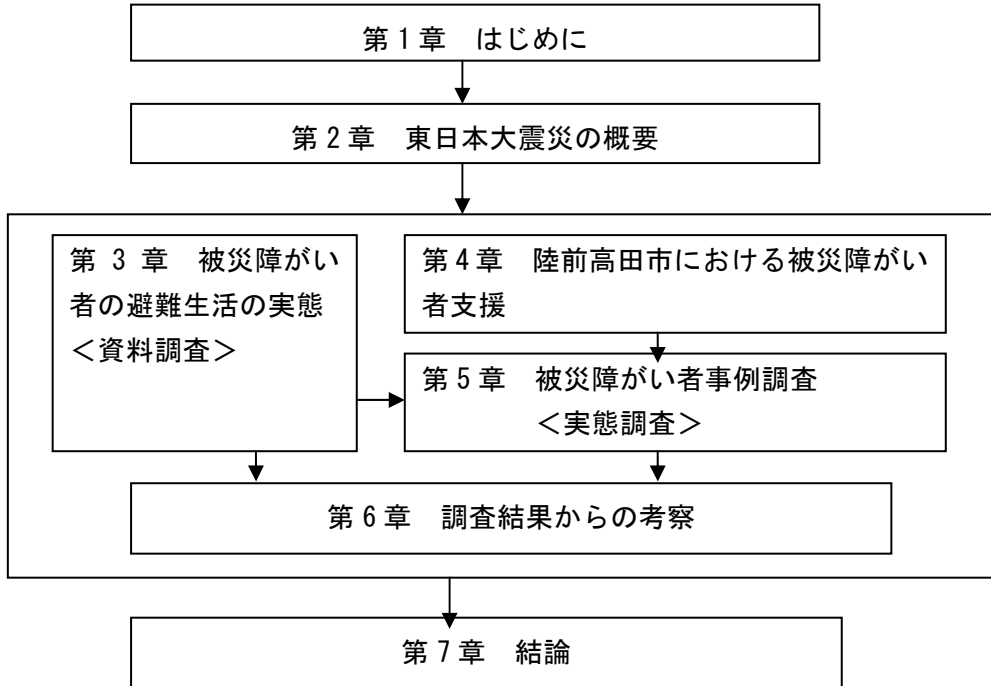 第1章　はじめに
第2章　東日本大震災の概要
第 3 章　被災障がい
者の避難生活の実態
＜資料調査＞
第4章　陸前高田市における被災障がい
者支援
第5章　被災障がい者事例調査
＜実態調査＞
第6章　調査結果からの考察
第7章　結論